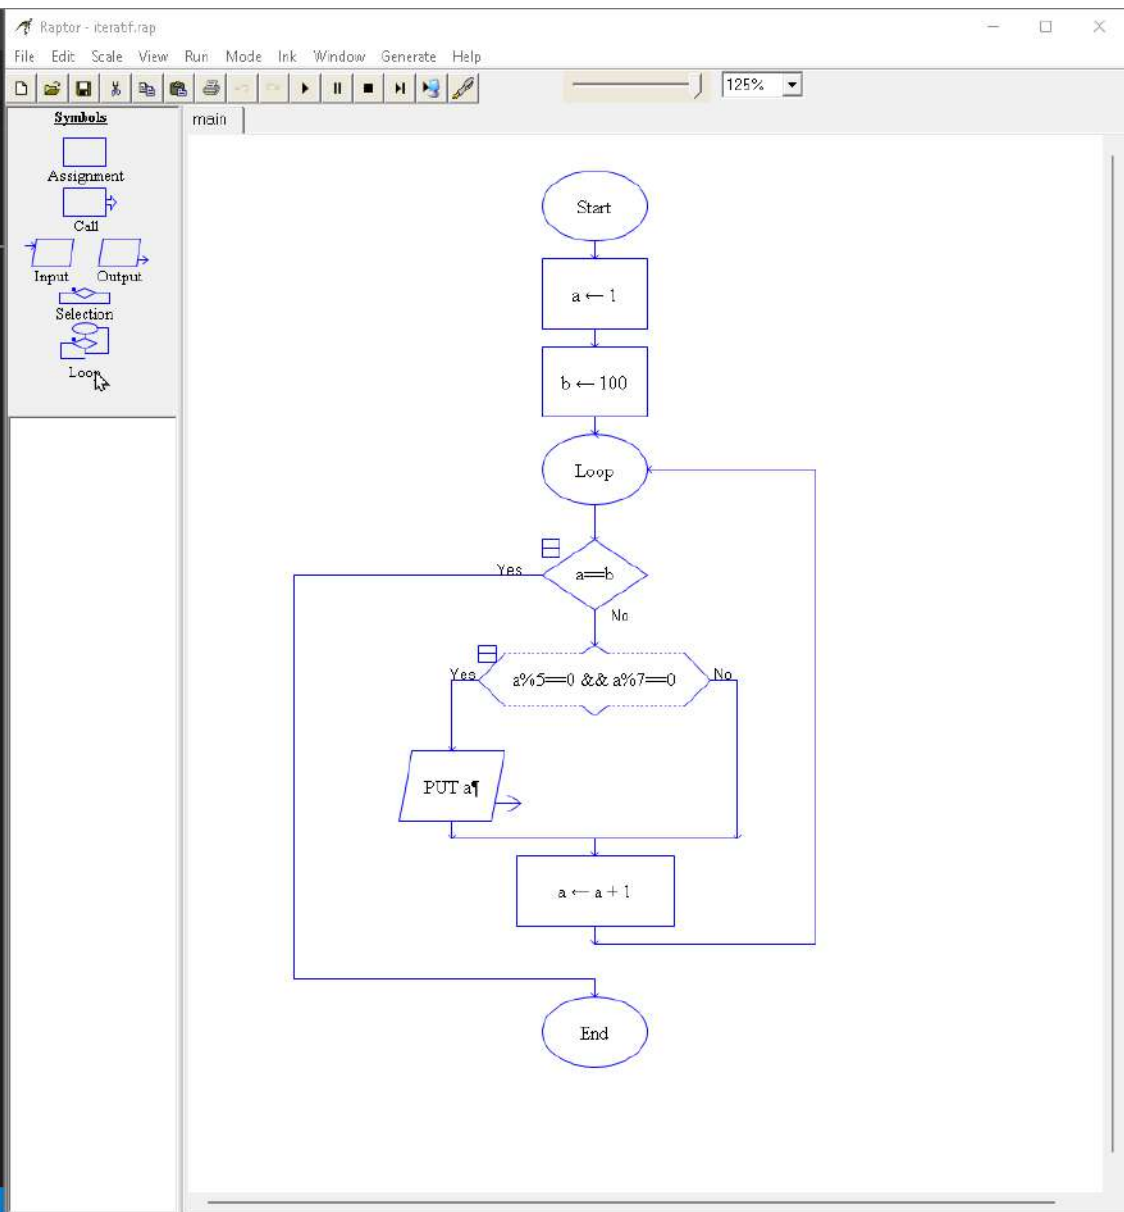 Raptor - iteratif.rap
File Edit Scale View Run Mode Ink Window Generate Help
125%
Symbols
main
Assignment
Call
Input Output
Selection
Loop
Start
a ← 1
b ← 100
Loop
Yes
a==b
No
Yes
a%5==0 && a%7==0
No
PUT a¶
a ← a + 1
End